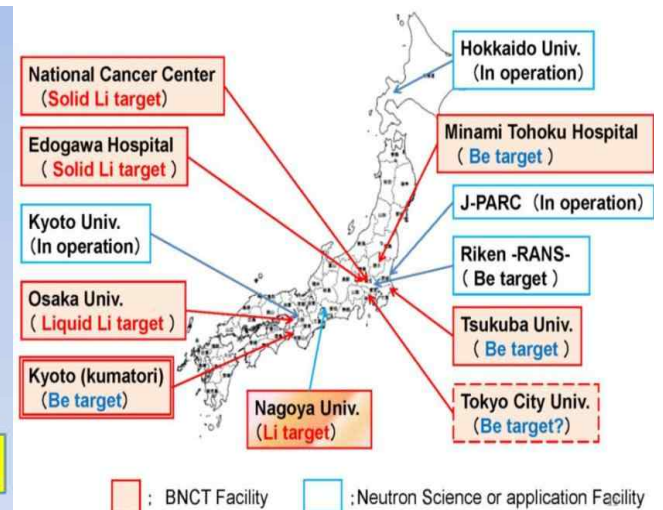 National Cancer Center
(Solid Li target)
Edogawa Hospital
( Solid Li target )
Kyoto Univ.
(In operation)
Osaka Univ.
( Liquid Li target )
Kyoto (kumatori)
(Be target)
Nagoya Univ.
(Li target)
Hokkaido Univ.
(In operation)
Minami Tohoku Hospital
( Be target )
J-PARC (In operation)
Riken -RANS-
( Be target )
Tsukuba Univ.
( Be target )
Tokyo City Univ.
(Be target?)
; BNCT Facility
;Neutron Science or application Facility